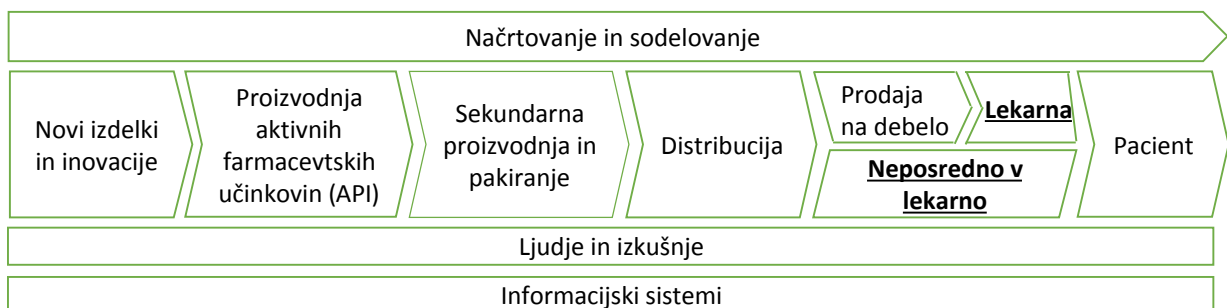 Načrtovanje in sodelovanje
Novi izdelki
in inovacije
Proizvodnja
aktivnih
farmacevtskih
učinkovin (API)
Sekundarna
proizvodnja in
pakiranje
Distribucija
Prodaja
na debelo
Lekarna
Neposredno v
lekarno
Pacient
Ljudje in izkušnje
Informacijski sistemi